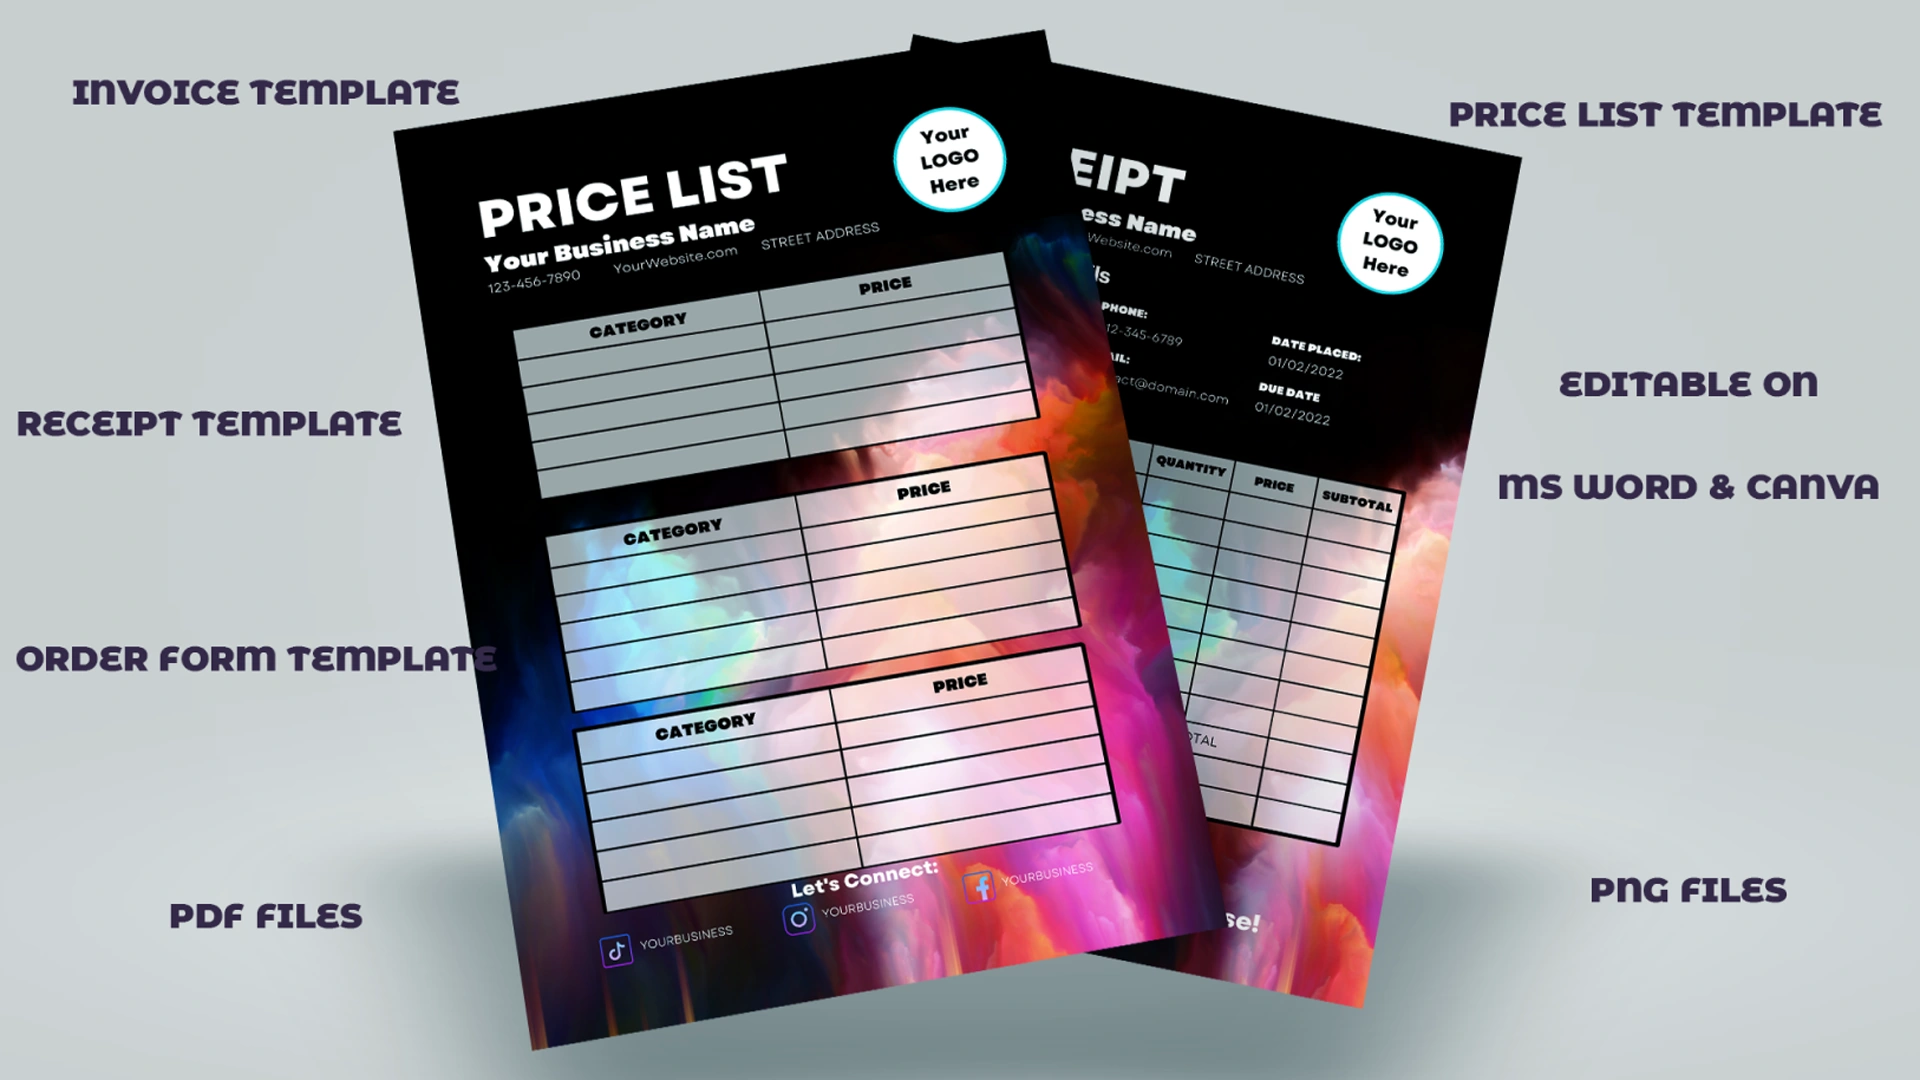 INVOICE TEMPLATE
RECEIPT TEMPLATE
ORDER FORM TEMPLATE
PDF FILES
PRICE LIST
Your Business Name
123-456-7890 YourWebsite.com STREET ADDRESS
Your
LOGO
Here
CATEGORY PRICE
CATEGORY PRICE
CATEGORY PRICE
Let's Connect:
YOURBUSINESS YOURBUSINESS YOURBUSINESS
EIPT
ess Name
Website.com STREET ADDRESS
Your
LOGO
Here
ls
PHONE:
12-345-6789
AIL:
act@domain.com
DATE PLACED:
01/02/2022
DUE DATE
01/02/2022
QUANTITY PRICE SUBTOTAL
OTAL
se!
PRICE LIST TEMPLATE
EDITABLE ON
MS WORD & CANVA
PNG FILES